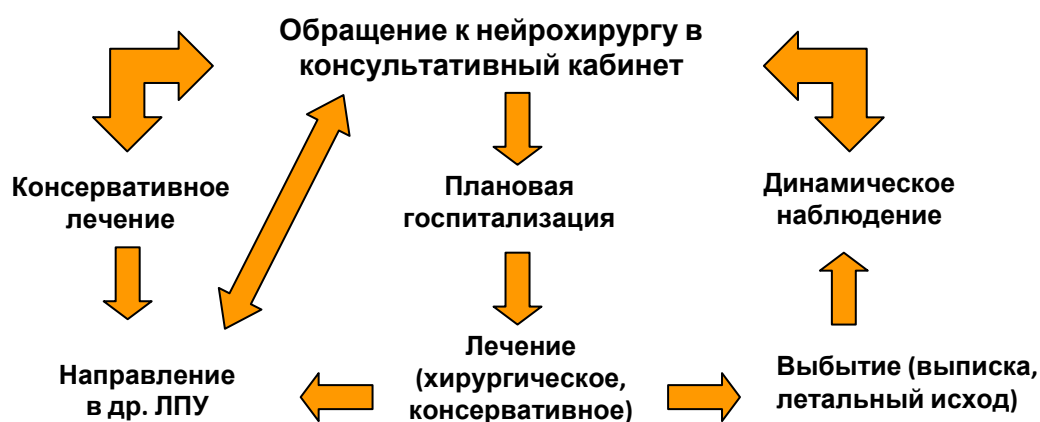 Обращение к нейрохирургу в
консультативный кабинет
Консервативное
лечение
Плановая
госпитализация
Динамическое
наблюдение
Направление
в др. ЛПУ
Лечение
(хирургическое,
консервативное)
Выбытие (выписка,
летальный исход)